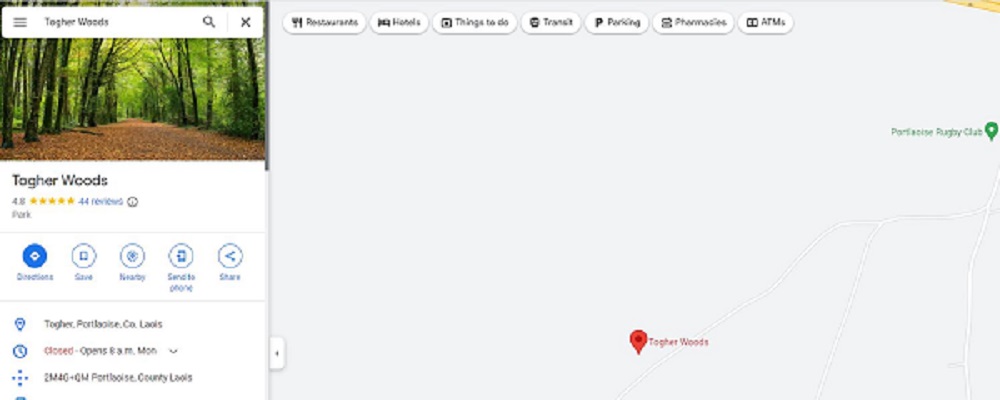 Togher Woods
Restaurants
Hotels
Things to do
Transit
Parking
Pharmacies
ATMs
Togher Woods
4.8
44 reviews
Park
Directions
Save
Nearby
Send to
phone
Share
Togher, Portlaoise, Co. Laois
Closed · Opens 8 a.m. Mon
2M4G+QM Portlaoise, County Laois
Portlaoise Rugby Club
Togher Woods